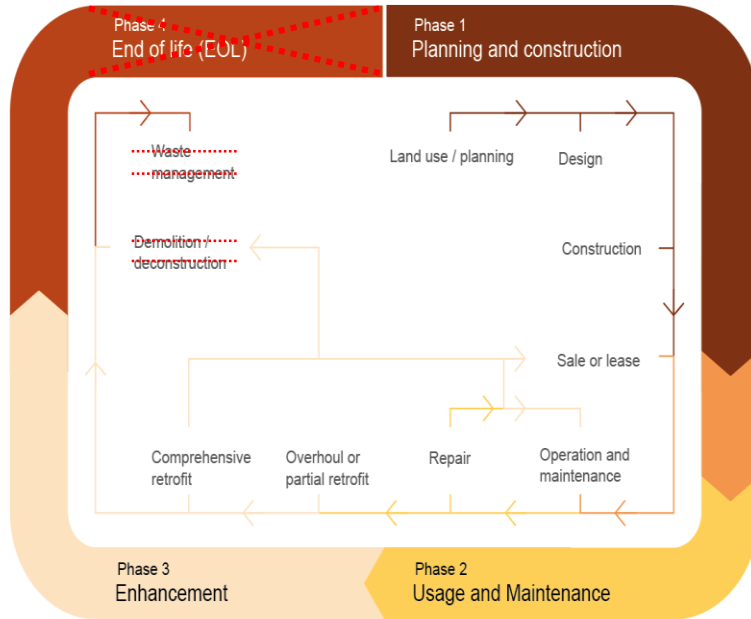 Phase 4
End of life (EOL)
Phase 1
Planning and construction
Waste
management
Land use / planning
Design
Demolition /
deconstruction
Construction
Sale or lease
Comprehensive
retrofit
Overhoul or
partial retrofit
Repair
Operation and
maintenance
Phase 3
Enhancement
Phase 2
Usage and Maintenance